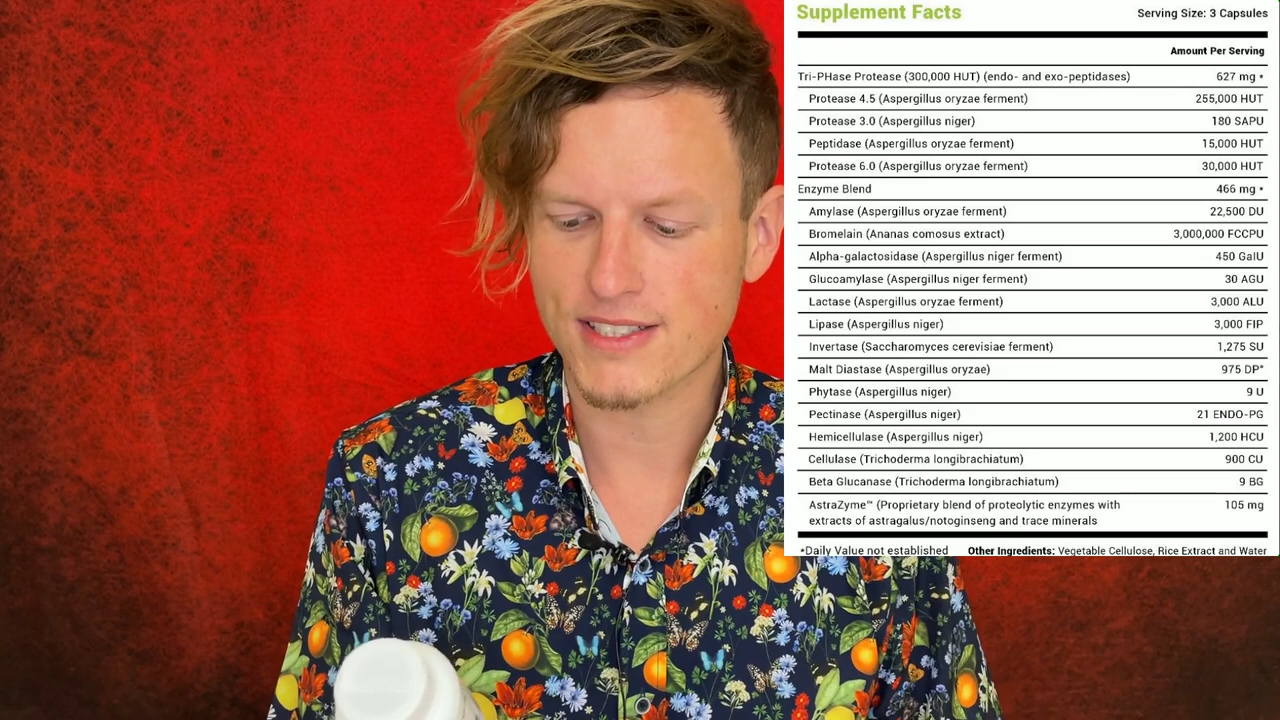 Supplement Facts Serving Size: 3 Capsules
Amount Per Serving
Tri-PHase Protease (300,000 HUT) (endo- and exo-peptidases) 627 mg *
Protease 4.5 (Aspergillus oryzae ferment) 255,000 HUT
Protease 3.0 (Aspergillus niger) 180 SAPU
Peptidase (Aspergillus oryzae ferment) 15,000 HUT
Protease 6.0 (Aspergillus oryzae ferment) 30,000 HUT
Enzyme Blend 466 mg *
Amylase (Aspergillus oryzae ferment) 22,500 DU
Bromelain (Ananas comosus extract) 3,000,000 FCCPU
Alpha-galactosidase (Aspergillus niger ferment) 450 GalU
Glucoamylase (Aspergillus niger ferment) 30 AGU
Lactase (Aspergillus oryzae ferment) 3,000 ALU
Lipase (Aspergillus niger) 3,000 FIP
Invertase (Saccharomyces cerevisiae ferment) 1,275 SU
Malt Diastase (Aspergillus oryzae) 975 DP°
Phytase (Aspergillus niger) 9 U
Pectinase (Aspergillus niger) 21 ENDO-PG
Hemicellulase (Aspergillus niger) 1,200 HCU
Cellulase (Trichoderma longibrachiatum) 900 CU
Beta Glucanase (Trichoderma longibrachiatum) 9 BG
AstraZyme™ (Proprietary blend of proteolytic enzymes with 105 mg
extracts of astragalus/notoginseng and trace minerals
*Daily Value not established Other Ingredients: Vegetable Cellulose, Rice Extract and Water